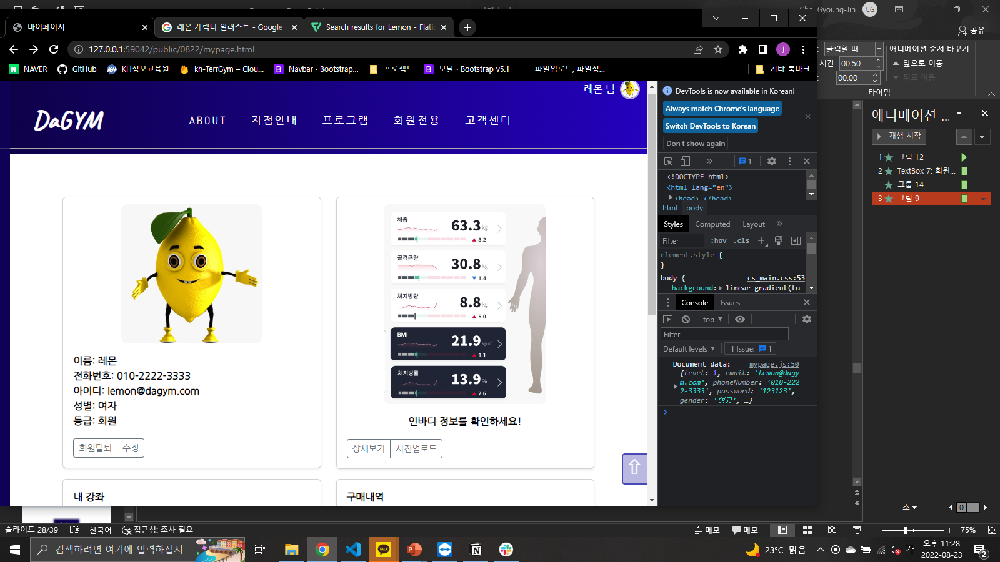 Choi Gyoung-Jin CG
마이페이지
레몬 캐릭터 일러스트 - Google
Search results for Lemon - Flatic
공유
127.0.0.1:59042/public/0822/mypage.html
j
클릭할 때
애니메이션 순서 바꾸기
시간: 00.50
앞으로 이동
00.00
뒤로 이동
타이밍
NAVER
GitHub
KH정보교육원
kh-TerrGym – Clou...
Navbar · Bootstrap...
프로젝트
모달 · Bootstrap v5.1
파일업로드, 파일정...
기타 북마크
레몬 님
DaGYM
ABOUT
지점안내
프로그램
회원전용
고객센터
체중
63.3 kg
3.2
골격근량
30.8 kg
1.4
체지방량
8.8 kg
5.0
BMI
21.9 kg/m²
1.1
체지방률
13.9 %
7.6
이름: 레몬
전화번호: 010-2222-3333
아이디: lemon@dagym.com
성별: 여자
등급: 회원
회원탈퇴 수정
인바디 정보를 확인하세요!
상세보기 사진업로드
내 강좌
구매내역
DevTools is now available in Korean!
Always match Chrome's language
Switch DevTools to Korean
Don't show again
1
<!DOCTYPE html>
<html lang="en">
<head> </head>
html body
Styles Computed Layout
Filter :hov .cls
element.style {
}
body { cs_main.css:53
background: linear-gradient(to
Console Issues
top
Filter
Default levels 1 Issue: 1
Document data: mypage.js:50
{level: 1, email: 'lemon@dagy
m.com', phoneNumber: '010-222
2-3333', password: '123123',
gender: '여자', …}
애니메이션 ...
재생 시작
1 그림 12
2 TextBox 7: 회원...
그룹 14
3 그림 9
초 0
슬라이드 28/39
한국어
접근성: 조사 필요
메모
메모
75%
검색하려면 여기에 입력하십시
TALK
23°C 맑음
가
오후 11:28
2022-08-23
2